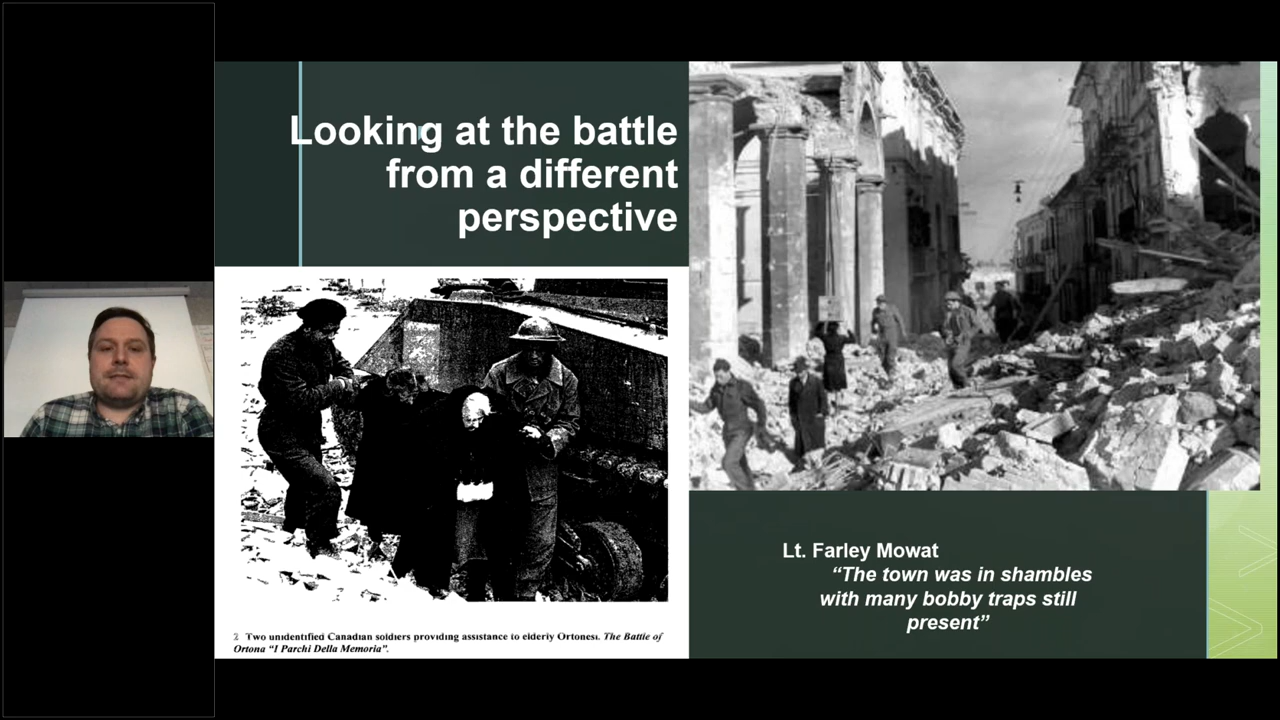 Looking at the battle
from a different
perspective
2 Two unidentified Canadian soldiers providing assistance to elderly Ortonesi. The Battle of
Ortona “I Parchi Della Memoria”.
Lt. Farley Mowat
“The town was in shambles
with many bobby traps still
present”